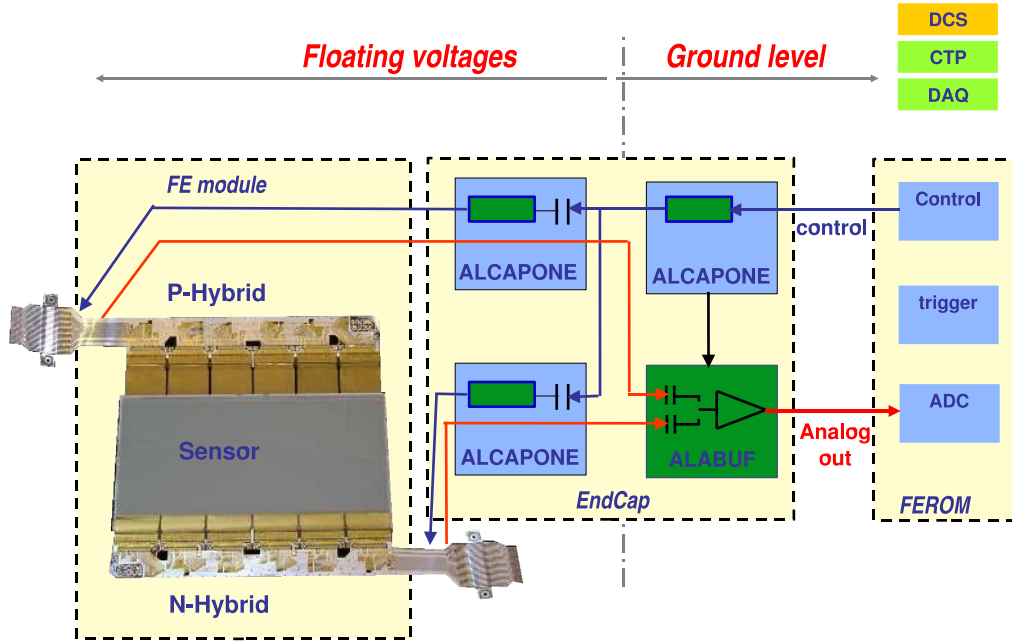 DCS
Floating voltages
Ground level
CTP
DAQ
FE module
Control
control
ALCAPONE
ALCAPONE
P-Hybrid
trigger
ADC
Analog
out
Sensor
ALCAPONE
ALABUF
EndCap
FEROM
N-Hybrid